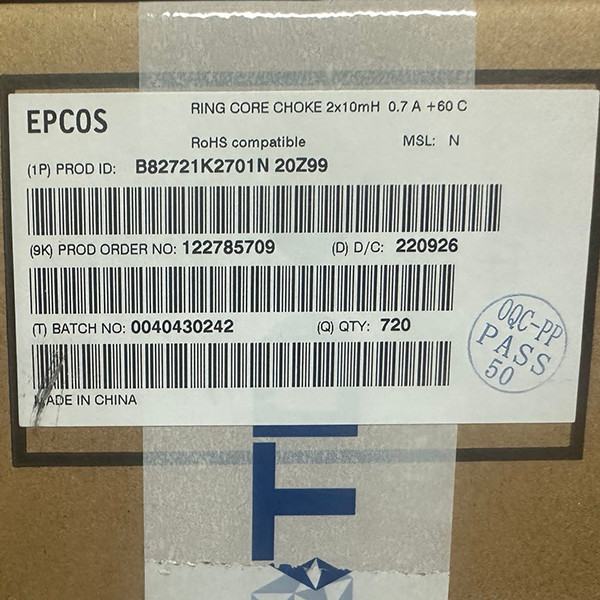 EPCOS
RING CORE CHOKE 2x10mH 0.7 A +60 C
RoHS compatible MSL: N
(1P) PROD ID: B82721K2701N 20Z99
(9K) PROD ORDER NO: 122785709 (D) D/C: 220926
(T) BATCH NO: 0040430242 (Q) QTY: 720
MADE IN CHINA
OQC-PP
PASS
50